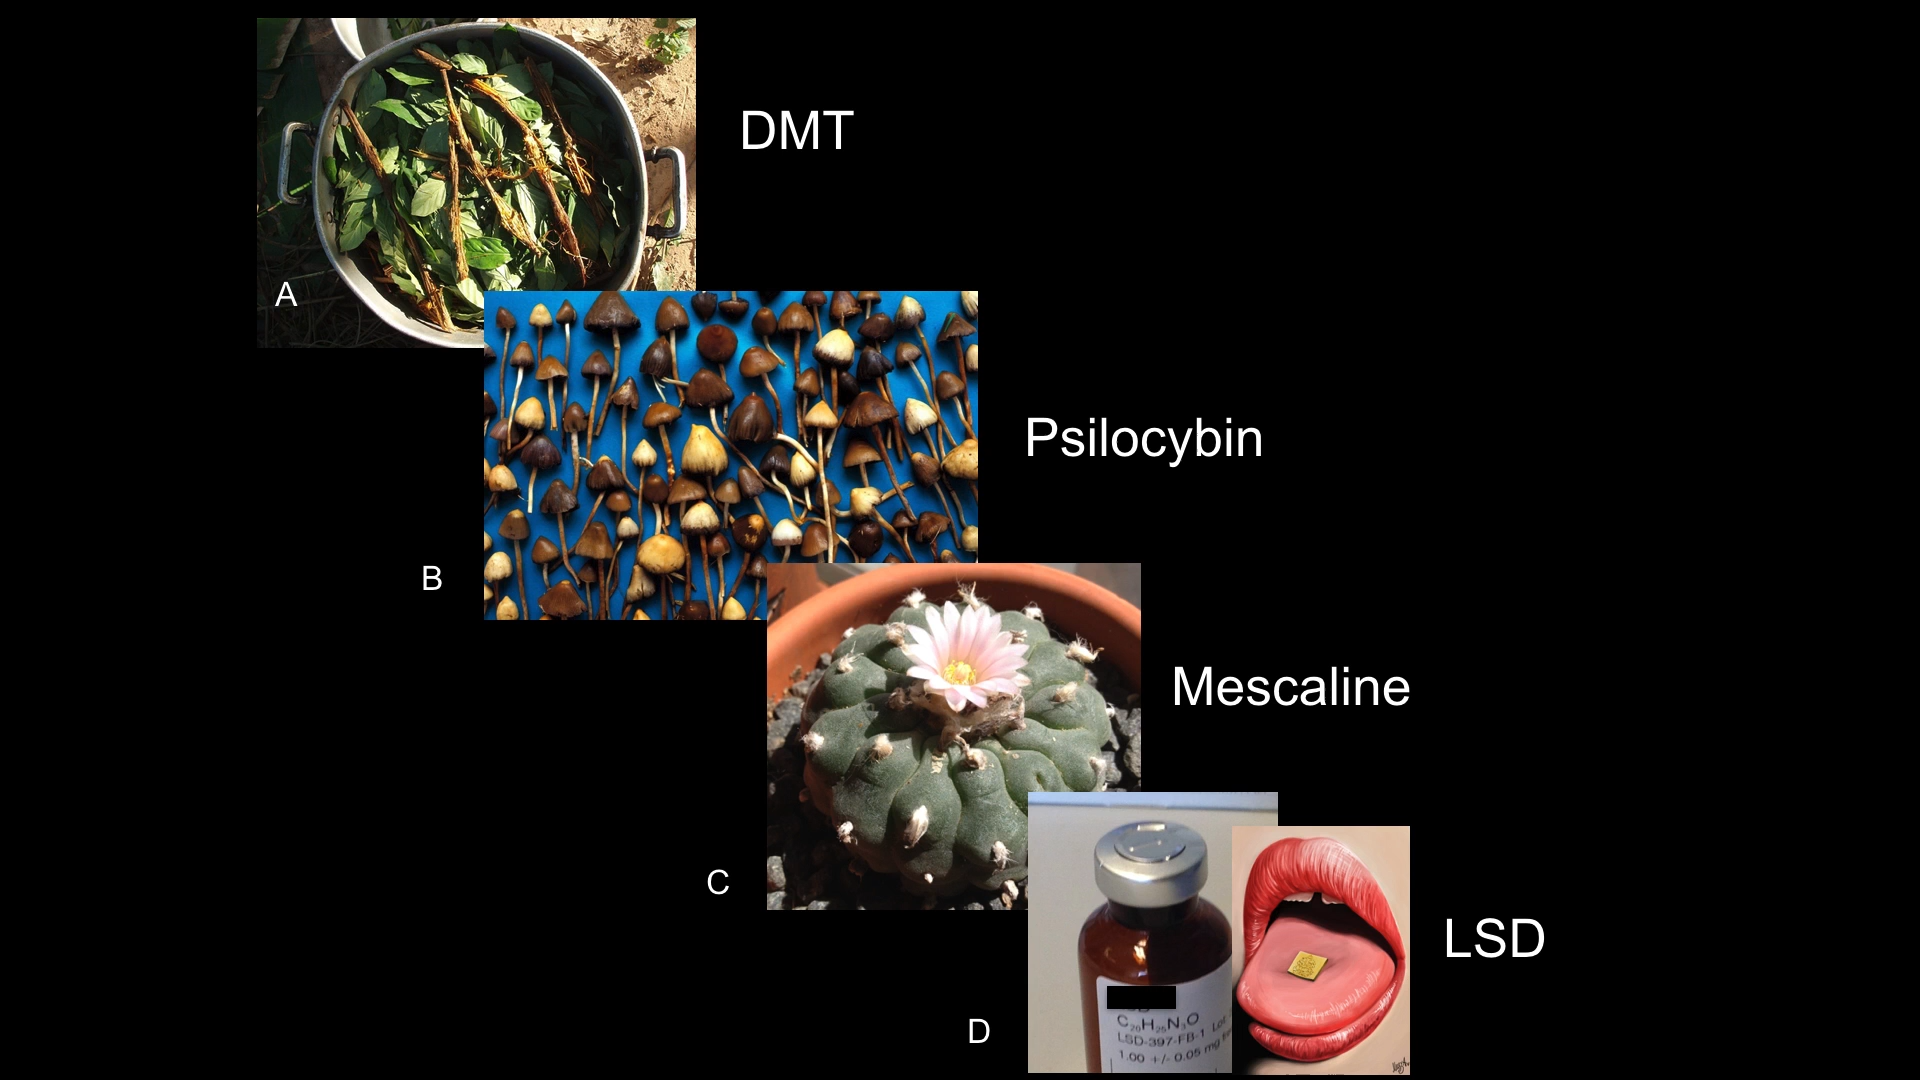 DMT
A
Psilocybin
B
Mescaline
C
LSD
D
C20H25N3O
LSD-397-FB-1
1.00 +/- 0.05 mg